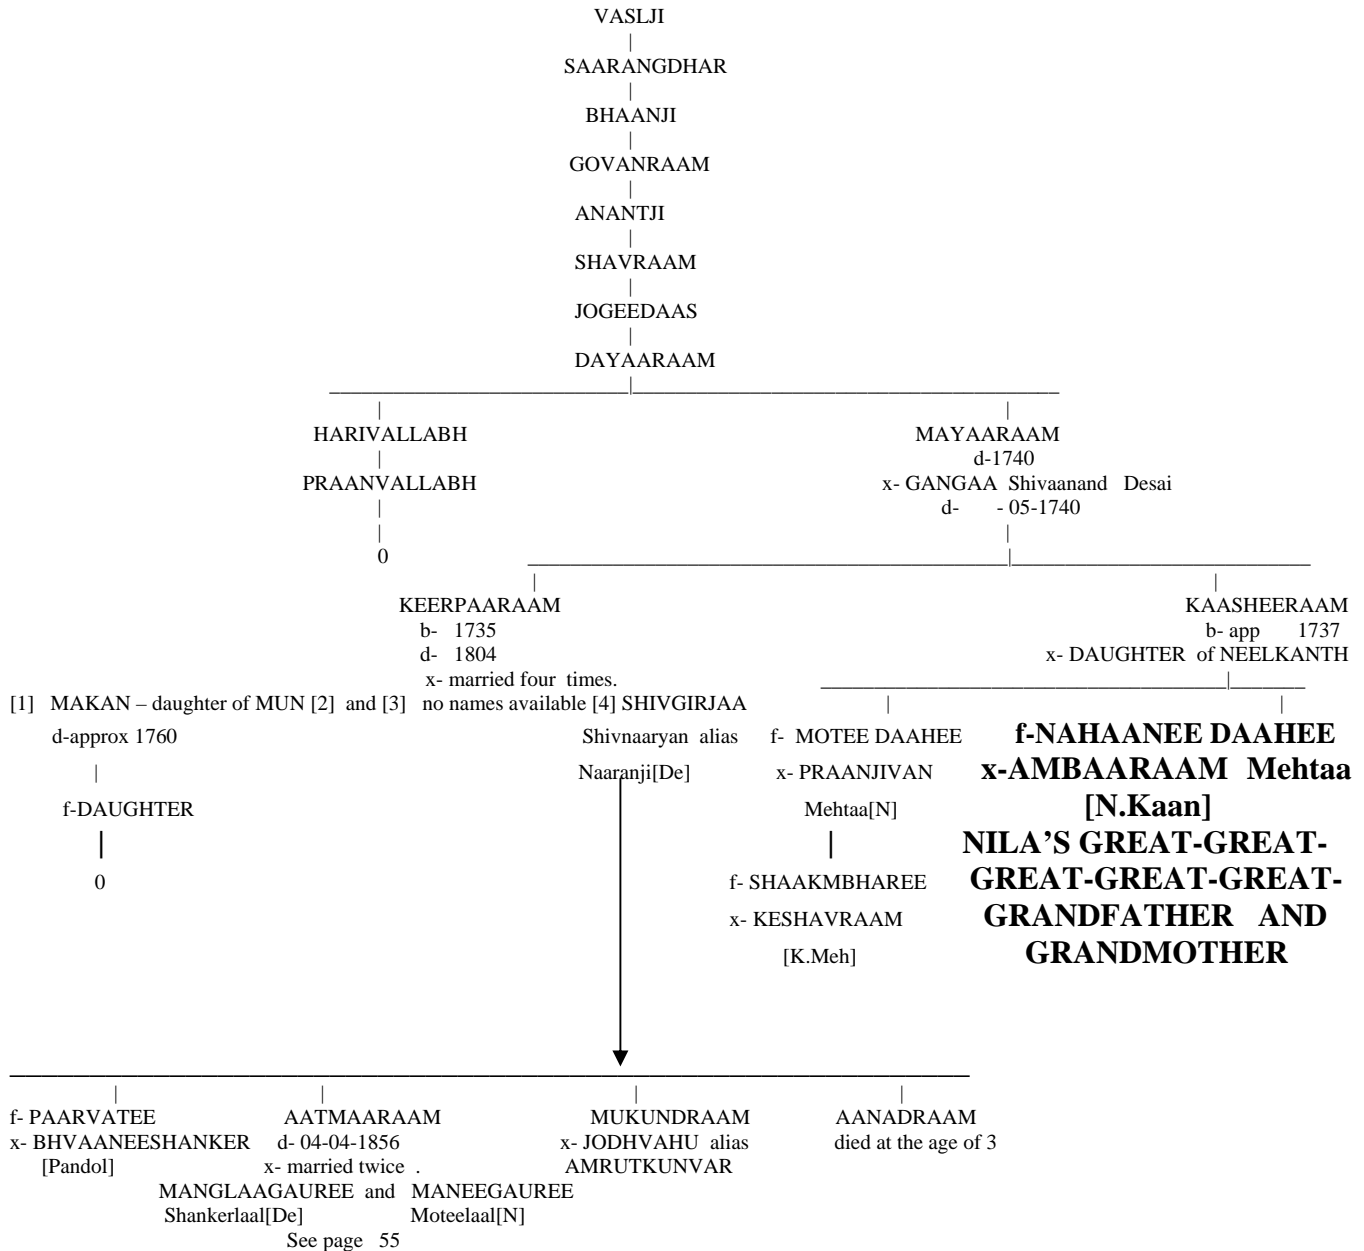 VASLJI
SAARANGDHAR
BHAANJI
GOVANRAAM
ANANTJI
SHAVRAAM
JOGEEDAAS
DAYAARAAM
HARIVALLABH MAYAARAAM
d-1740
PRAANVALLABH x- GANGAA Shivaanand Desai
d- - 05-1740
0
KEERPAARAAM KAASHEERAAM
b- 1735 b- app 1737
d- 1804 x- DAUGHTER of NEELKANTH
x- married four times.
[1] MAKAN – daughter of MUN [2] and [3] no names available [4] SHIVGIRJAA
d-approx 1760 Shivnaaryan alias f- MOTEE DAAHEE f-NAHAANEE DAAHEE
Naaranji[De] x- PRAANJIVAN x-AMBAARAAM Mehtaa
f-DAUGHTER Mehtaa[N] [N.Kaan]
NILA'S GREAT-GREAT-
0 f- SHAAKMBHAREE GREAT-GREAT-GREAT-
x- KESHAVRAAM GRANDFATHER AND
[K.Meh] GRANDMOTHER
f- PAARVATEE AATMAARAAM MUKUNDRAAM AANADRAAM
x- BHVAANEESHANKER d- 04-04-1856 x- JODHVAHU alias died at the age of 3
[Pandol] x- married twice . AMRUTKUNVAR
MANGLAAGAUREE and MANEEGAUREE
Shankerlaal[De] Moteelaal[N]
See page 55